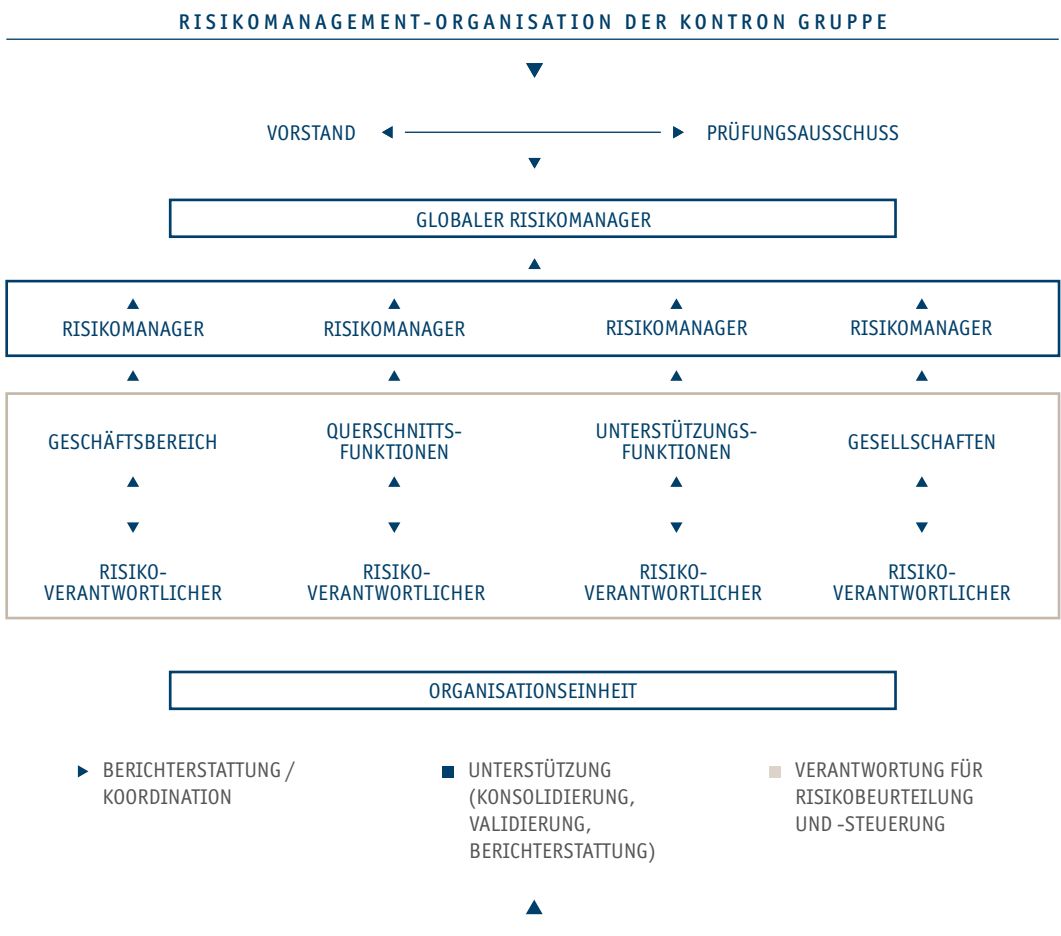 RISIKOMANAGEMENT-ORGANISATION DER KONTRON GRUPPE
VORSTAND
PRÜFUNGSAUSSCHUSS
GLOBALER RISIKOMANAGER
RISIKOMANAGER
RISIKOMANAGER
RISIKOMANAGER
RISIKOMANAGER
GESCHÄFTSBEREICH
QUERSCHNITTS-
FUNKTIONEN
UNTERSTÜTZUNGS-
FUNKTIONEN
GESELLSCHAFTEN
RISIKO-
VERANTWORTLICHER
RISIKO-
VERANTWORTLICHER
RISIKO-
VERANTWORTLICHER
RISIKO-
VERANTWORTLICHER
ORGANISATIONSEINHEIT
BERICHTERSTATTUNG /
KOORDINATION
UNTERSTÜTZUNG
(KONSOLIDIERUNG,
VALIDIERUNG,
BERICHTERSTATTUNG)
VERANTWORTUNG FÜR
RISIKOBEURTEILUNG
UND -STEUERUNG